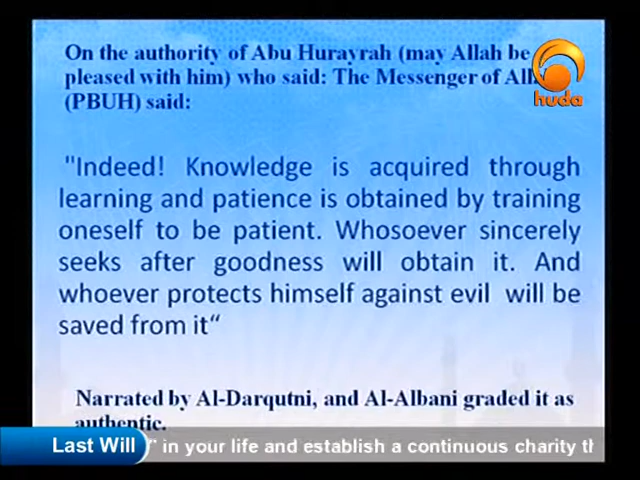 On the authority of Abu Hurayrah (may Allah be
pleased with him) who said: The Messenger of All
(PBUH) said:
huda
"Indeed! Knowledge is acquired through
learning and patience is obtained by training
oneself to be patient. Whosoever sincerely
seeks after goodness will obtain it. And
whoever protects himself against evil will be
saved from it“
Narrated by Al-Darqutni, and Al-Albani graded it as
authentic.
Last Will
" in your life and establish a continuous charity th